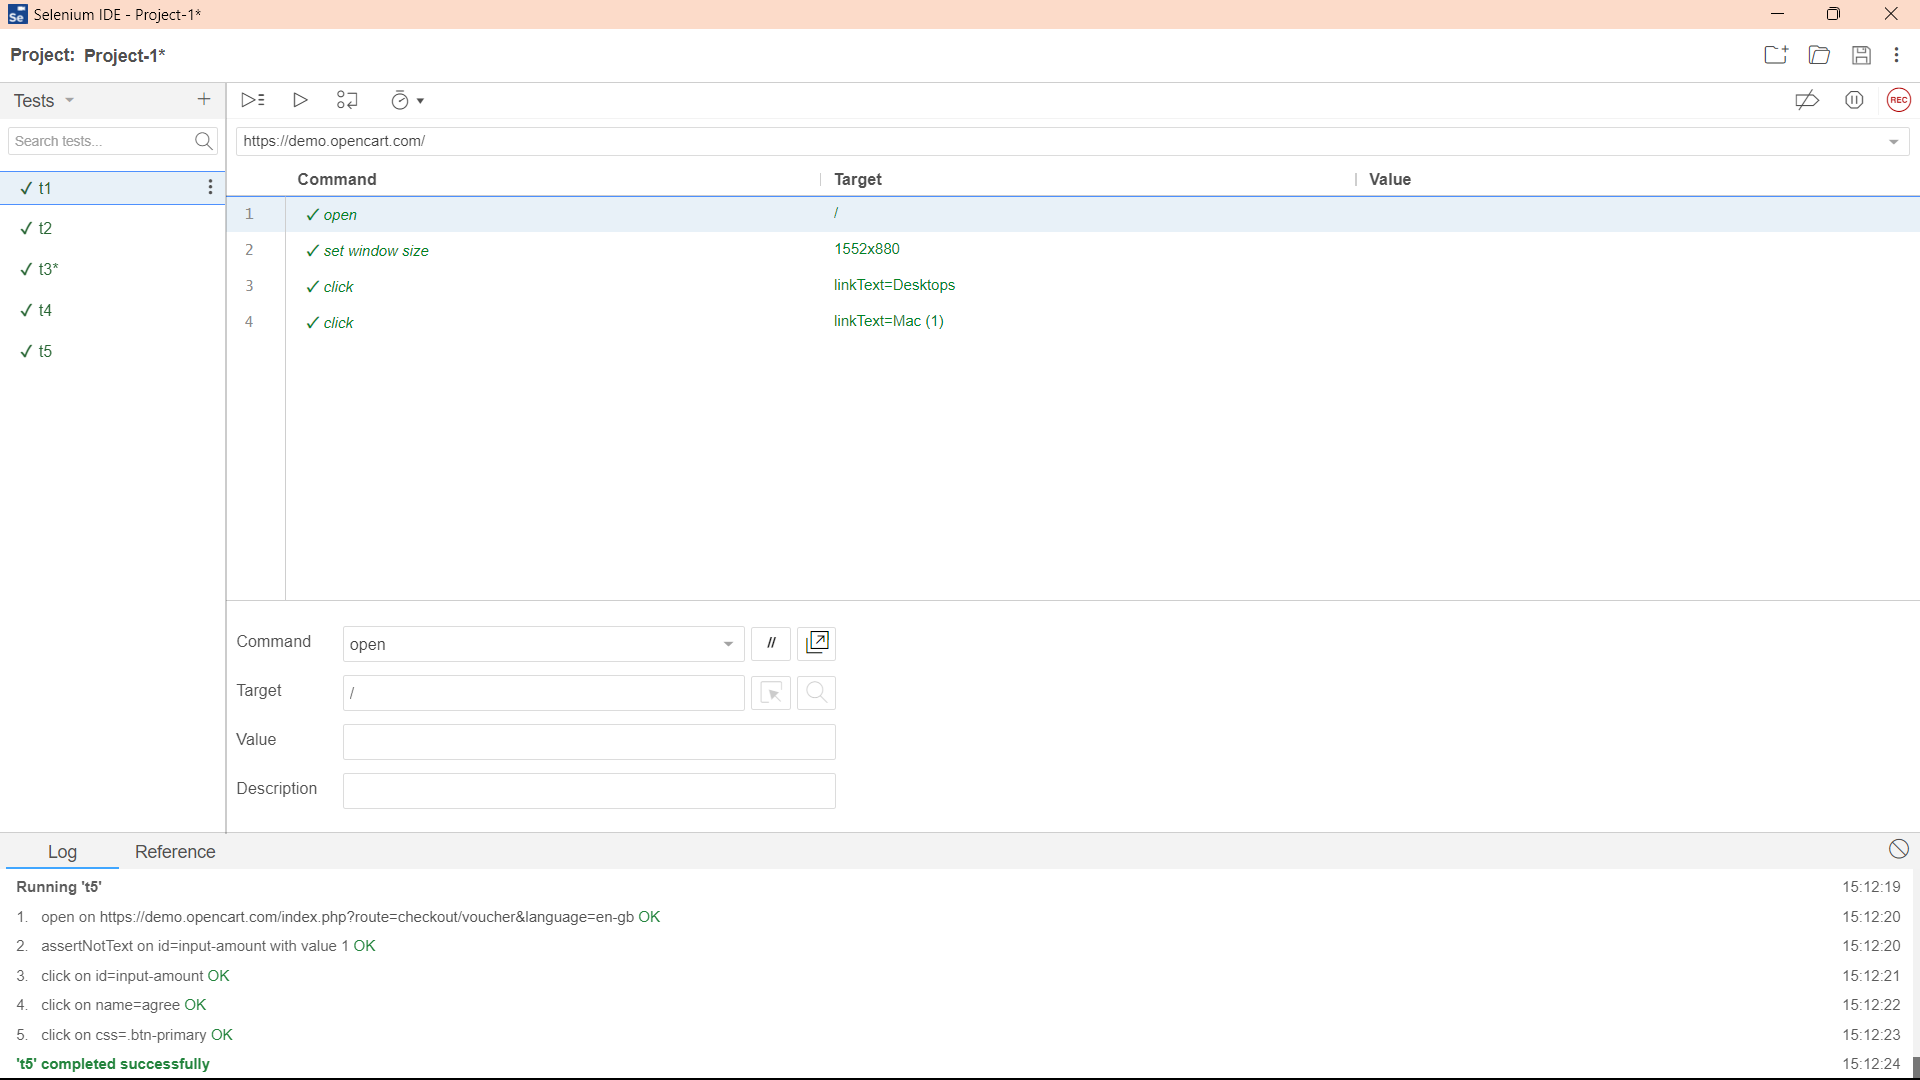 Se Selenium IDE - Project-1*
Project: Project-1*
Tests
REC
Search tests...
https://demo.opencart.com/
Command Target Value
✓ t1
✓ t2
✓ t3*
✓ t4
✓ t5
1 ✓ open /
2 ✓ set window size 1552x880
3 ✓ click linkText=Desktops
4 ✓ click linkText=Mac (1)
Command open //
Target /
Value
Description
Log Reference
Running 't5' 15:12:19
1. open on https://demo.opencart.com/index.php?route=checkout/voucher&language=en-gb OK 15:12:20
2. assertNotText on id=input-amount with value 1 OK 15:12:20
3. click on id=input-amount OK 15:12:21
4. click on name=agree OK 15:12:22
5. click on css=.btn-primary OK 15:12:23
't5' completed successfully 15:12:24